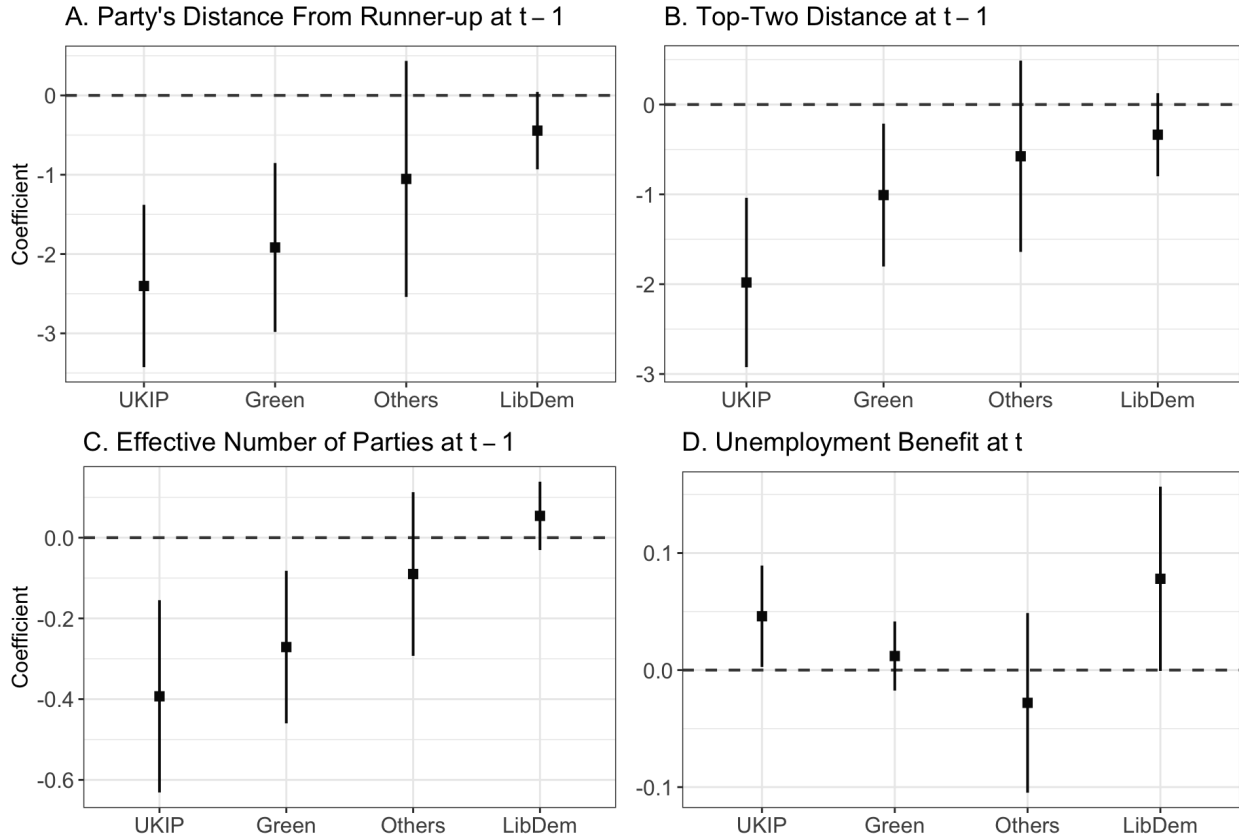 A. Party's Distance From Runner-up at t − 1
B. Top-Two Distance at t − 1
Coefficient
0
-1
-2
-3
UKIP Green Others LibDem
0
-1
-2
-3
UKIP Green Others LibDem
C. Effective Number of Parties at t − 1
D. Unemployment Benefit at t
Coefficient
0.0
-0.2
-0.4
-0.6
UKIP Green Others LibDem
0.1
0.0
-0.1
UKIP Green Others LibDem